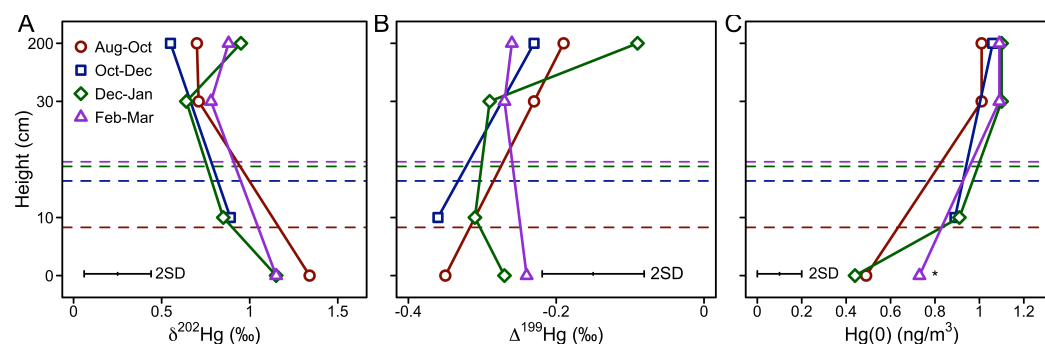 A
B
C
Aug-Oct
Oct-Dec
Dec-Jan
Feb-Mar
Height (cm)
200
30
10
0
2SD
2SD
2SD
*
0
0.5
1
1.5
-0.4
-0.2
0
0
0.2
0.4
0.6
0.8
1
1.2
δ²⁰²Hg (‰)
Δ¹⁹⁹Hg (‰)
Hg(0) (ng/m³)